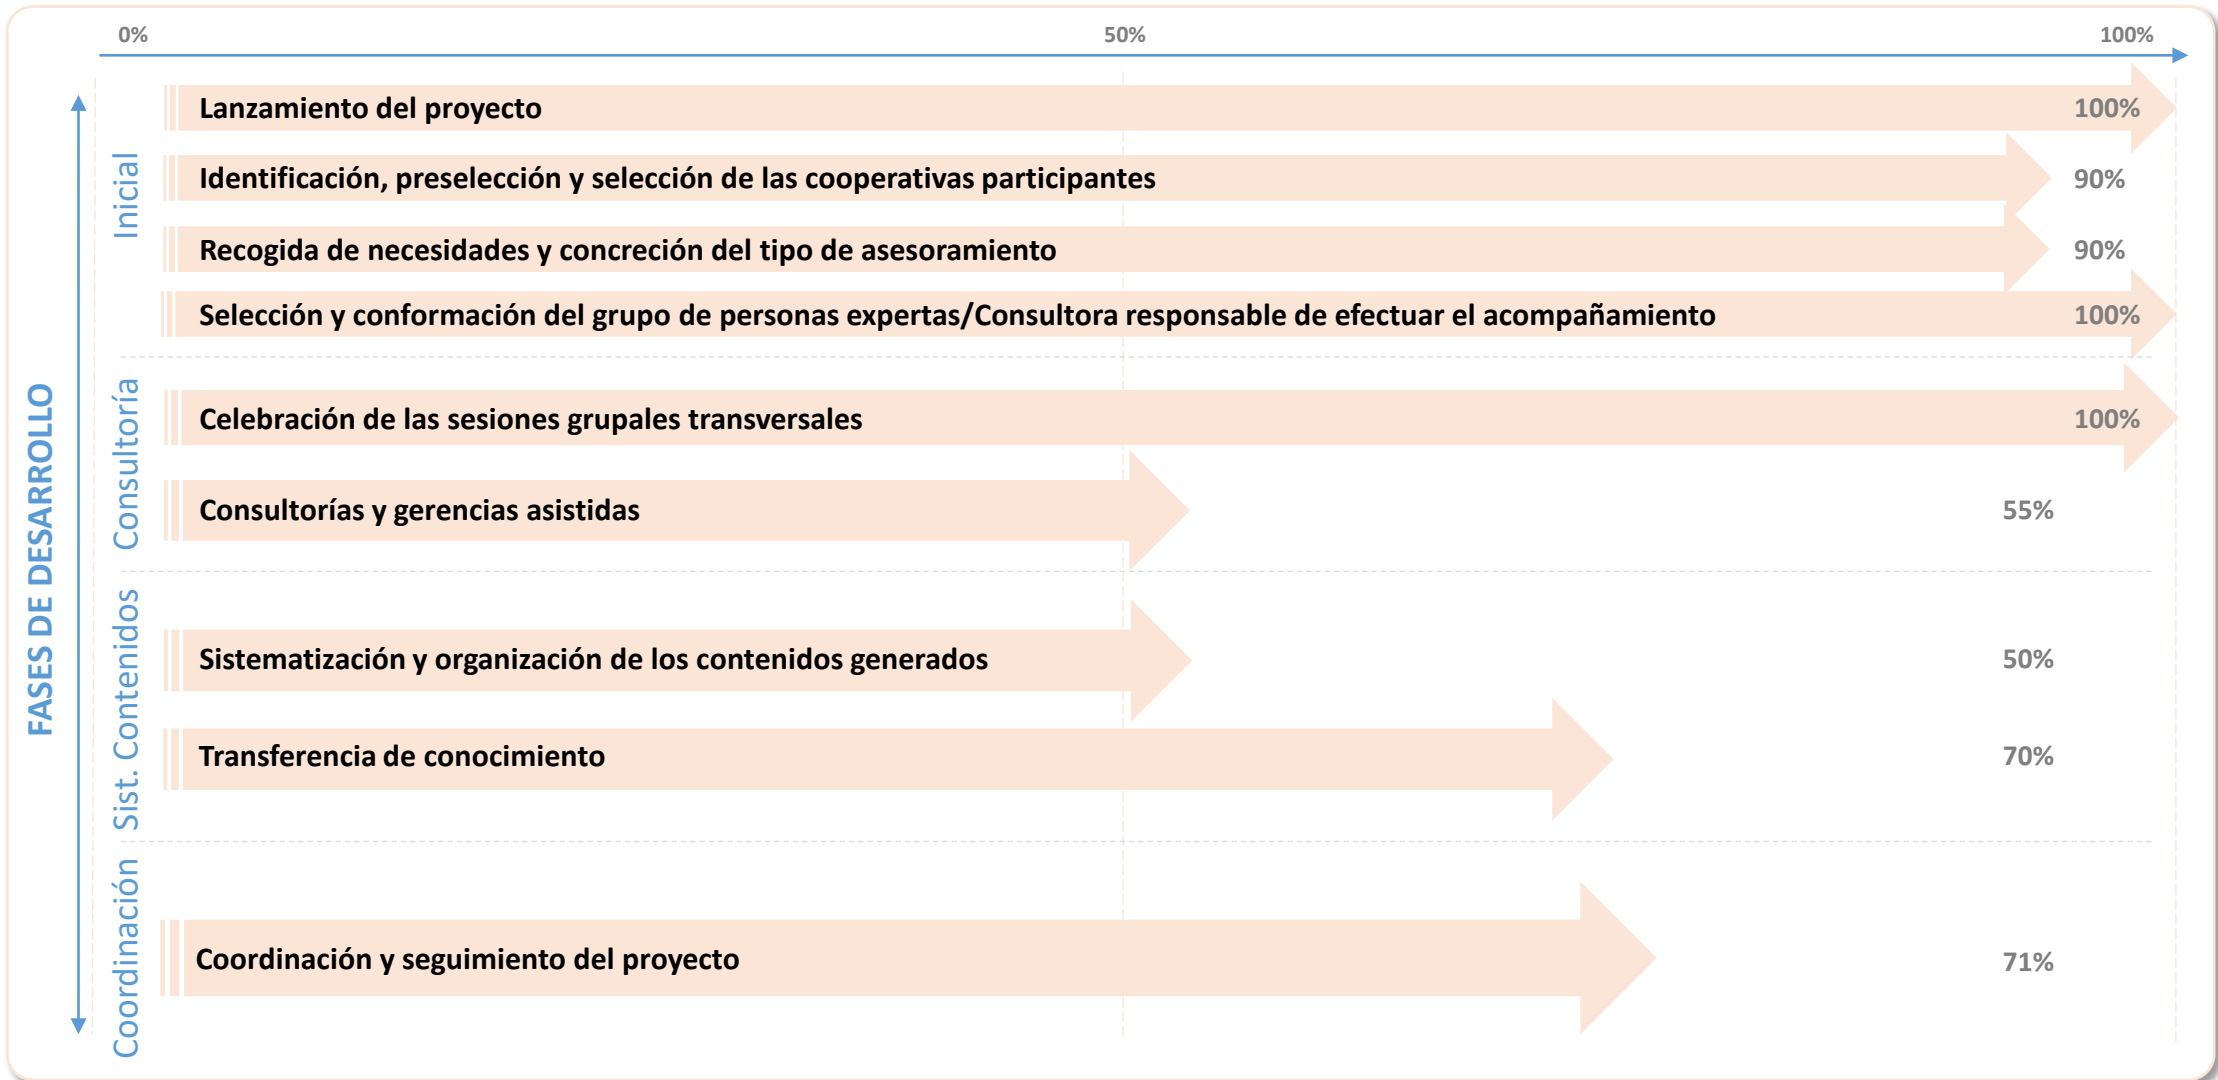 0% 50% 100%
FASES DE DESARROLLO
Inicial
Lanzamiento del proyecto 100%
Identificación, preselección y selección de las cooperativas participantes 90%
Recogida de necesidades y concreción del tipo de asesoramiento 90%
Selección y conformación del grupo de personas expertas/Consultora responsable de efectuar el acompañamiento 100%
Consultoría
Celebración de las sesiones grupales transversales 100%
Consultorías y gerencias asistidas 55%
Sist. Contenidos
Sistematización y organización de los contenidos generados 50%
Transferencia de conocimiento 70%
Coordinación
Coordinación y seguimiento del proyecto 71%